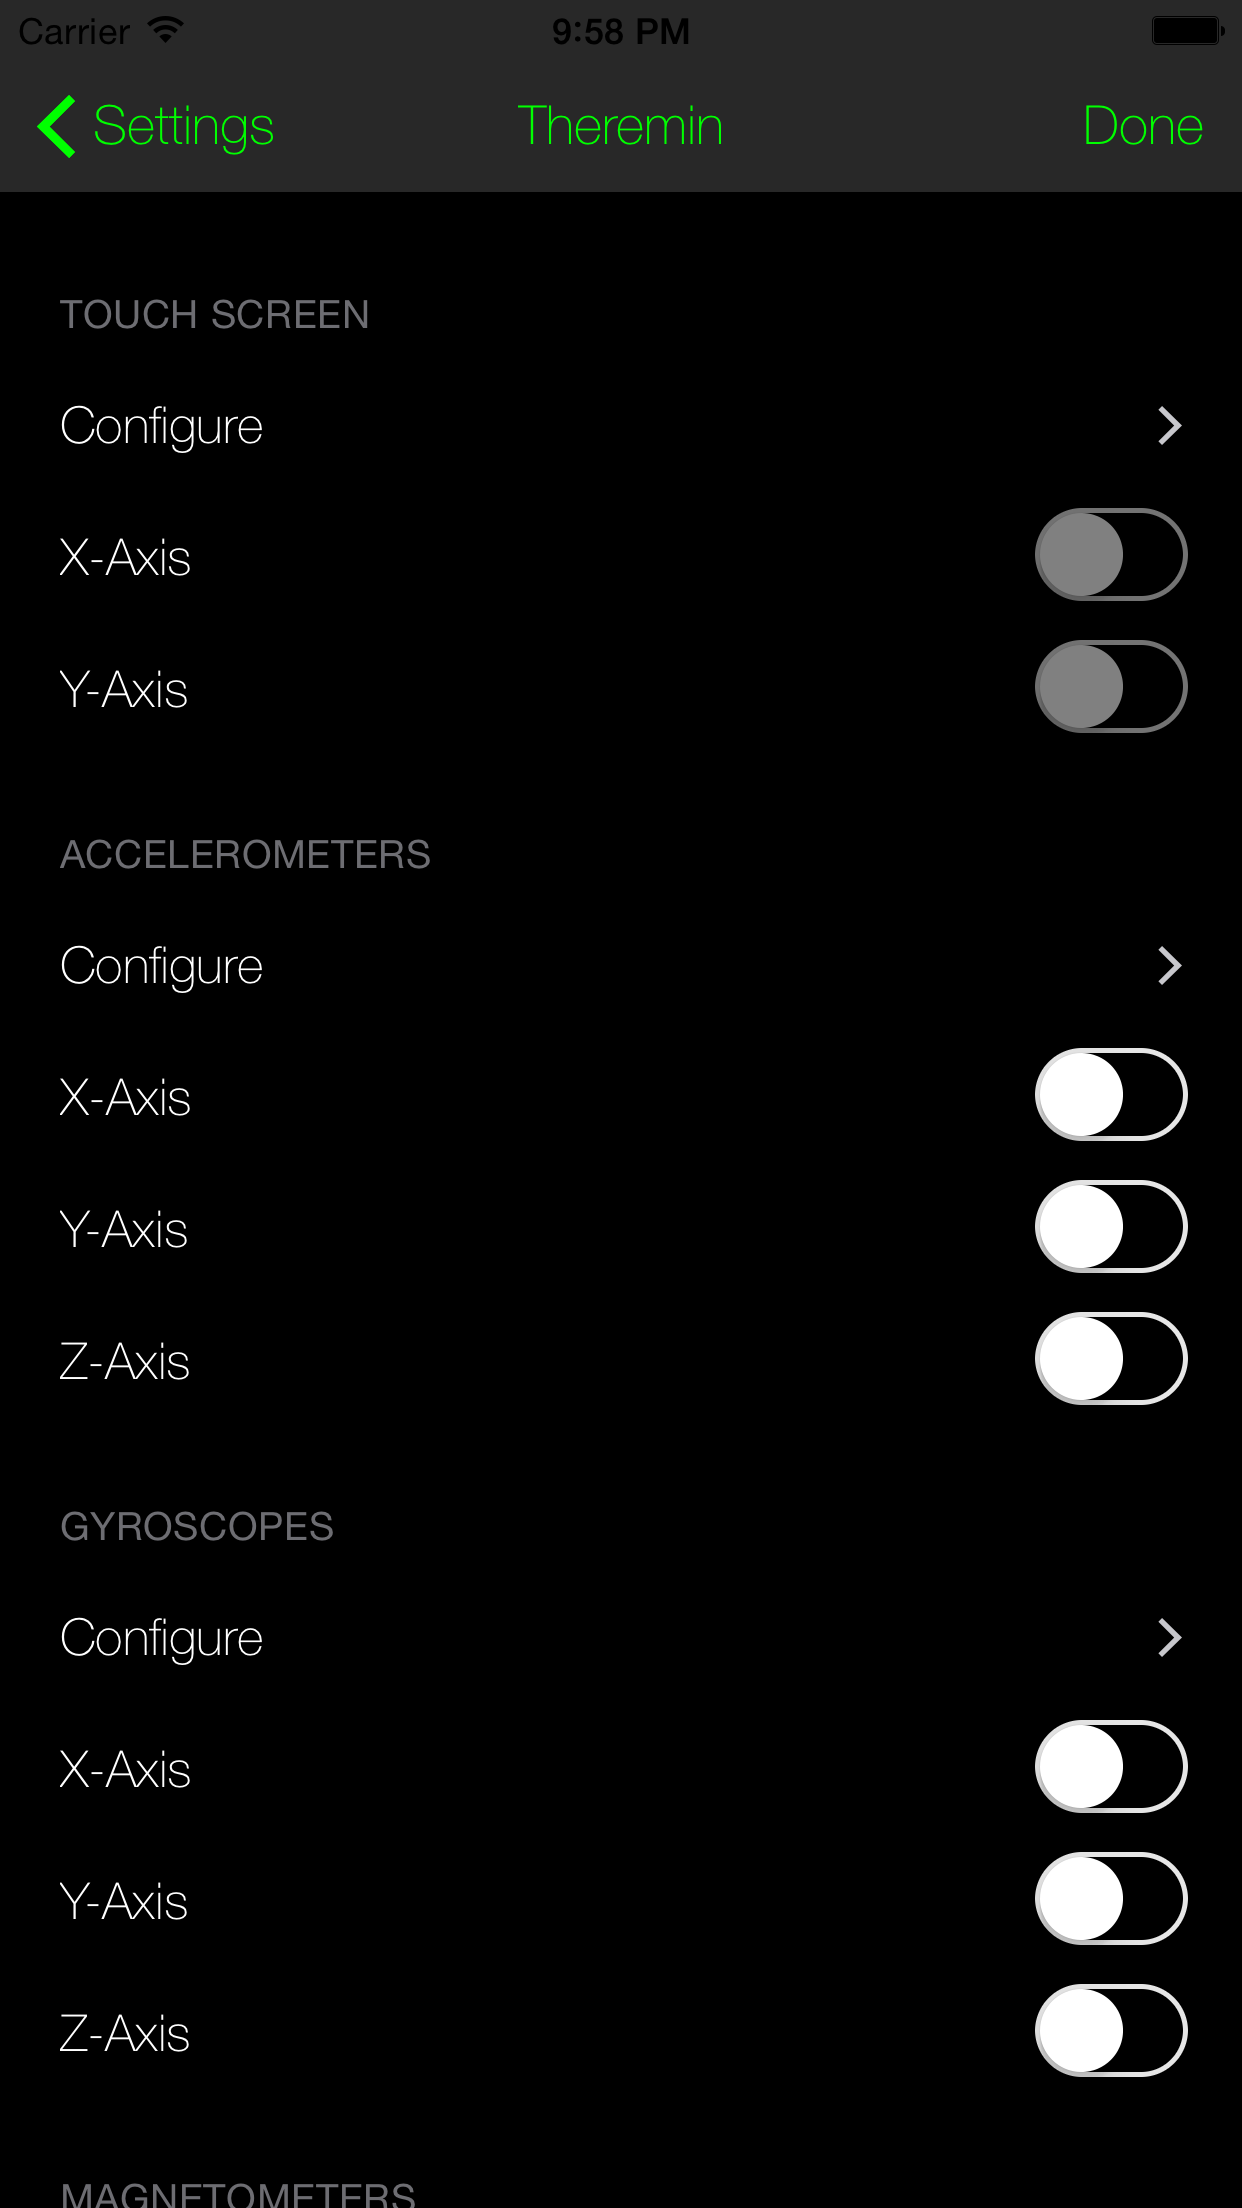 Carrier 9:58 PM
Settings Theremin Done
TOUCH SCREEN
Configure
X-Axis
Y-Axis
ACCELEROMETERS
Configure
X-Axis
Y-Axis
Z-Axis
GYROSCOPES
Configure
X-Axis
Y-Axis
Z-Axis
MAGNETOMETERS